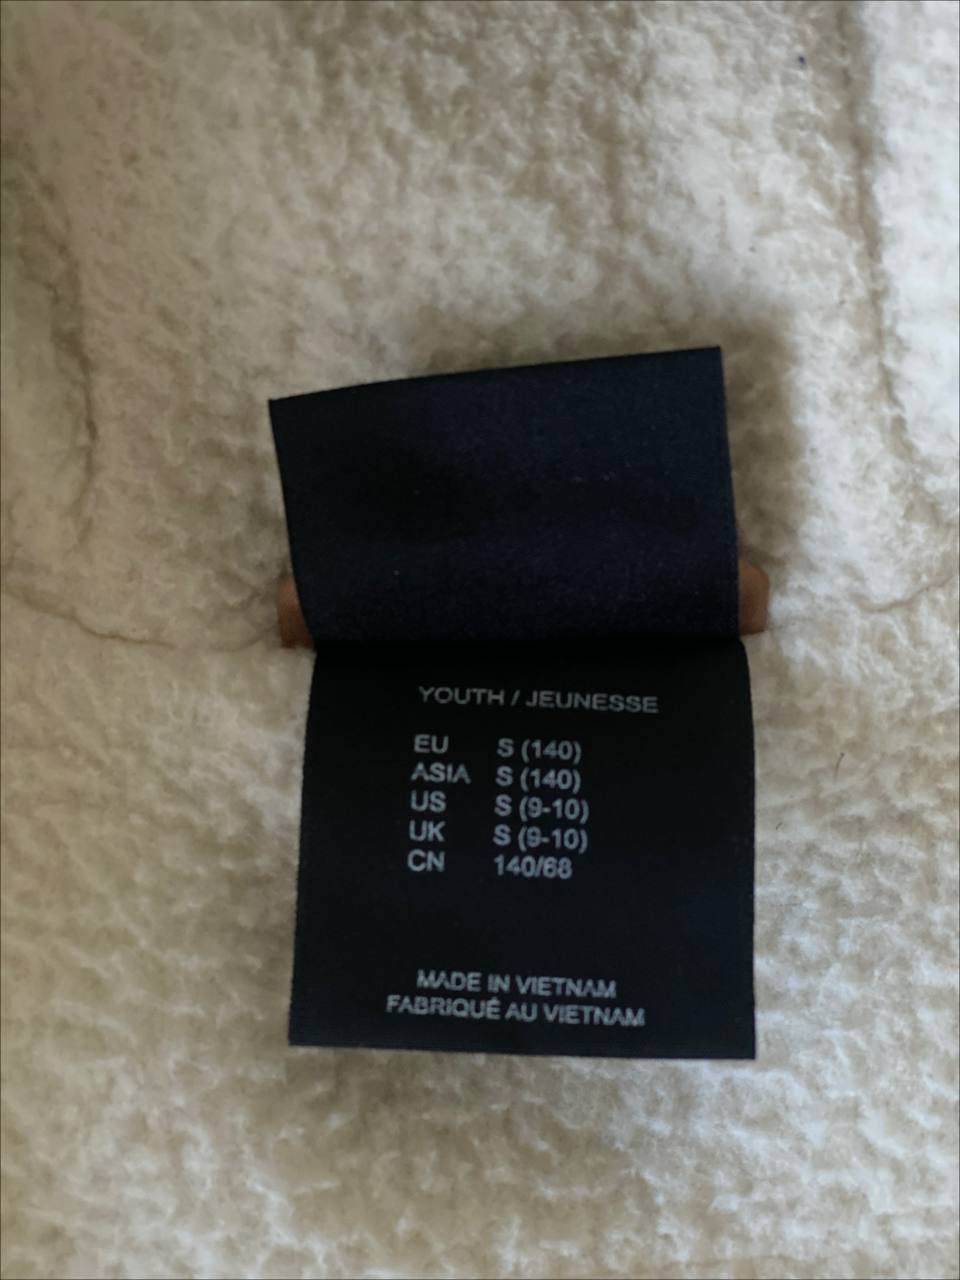 YOUTH / JEUNESSE
EU S (140)
ASIA S (140)
US S (9-10)
UK S (9-10)
CN 140/68
MADE IN VIETNAM
FABRIQUÉ AU VIETNAM